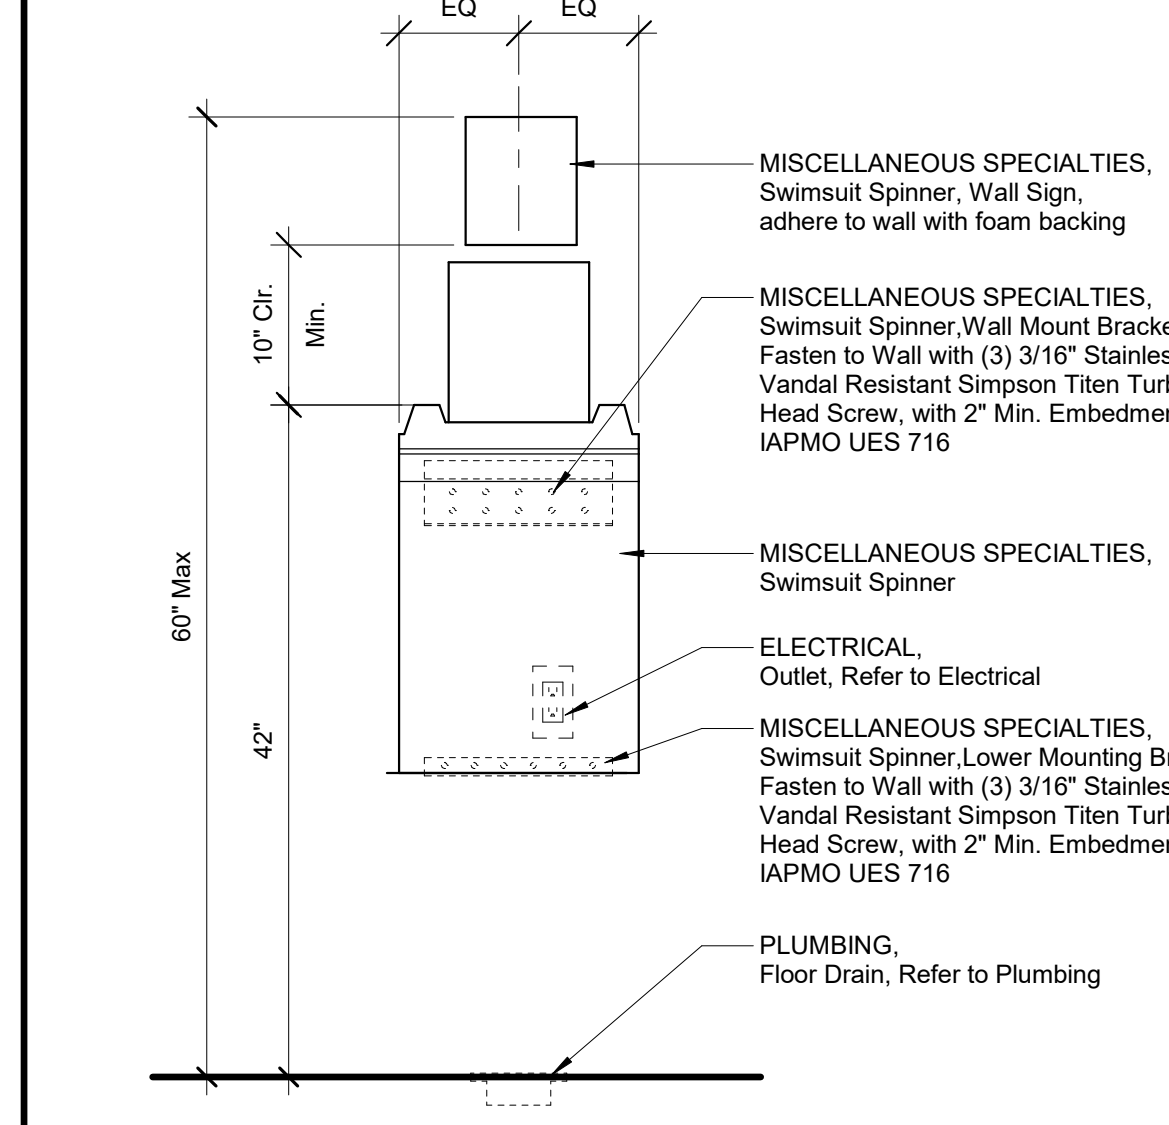 EQ
EQ
MISCELLANEOUS SPECIALTIES,
Swimsuit Spinner, Wall Sign,
adhere to wall with foam backing
10" Clr.
Min.
MISCELLANEOUS SPECIALTIES,
Swimsuit Spinner,Wall Mount
Fasten to Wall with (3) 3/16"
Vandal Resistant Simpson Titen
Head Screw, with 2" Min.
IAPMO UES 716
60" Max
42"
MISCELLANEOUS SPECIALTIES,
Swimsuit Spinner
ELECTRICAL,
Outlet, Refer to Electrical
MISCELLANEOUS SPECIALTIES,
Swimsuit Spinner,Lower Mounting
Fasten to Wall with (3) 3/16"
Vandal Resistant Simpson Titen
Head Screw, with 2" Min.
IAPMO UES 716
PLUMBING,
Floor Drain, Refer to Plumbing